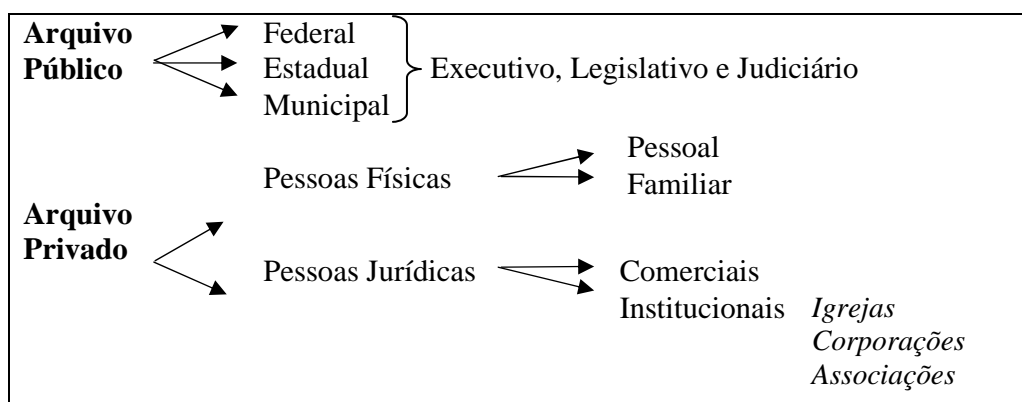 Arquivo Público
Federal
Estadual
Municipal
Executivo, Legislativo e Judiciário
Arquivo Privado
Pessoas Físicas
Pessoal
Familiar
Pessoas Jurídicas
Comerciais
Institucionais
Igrejas
Corporações
Associações